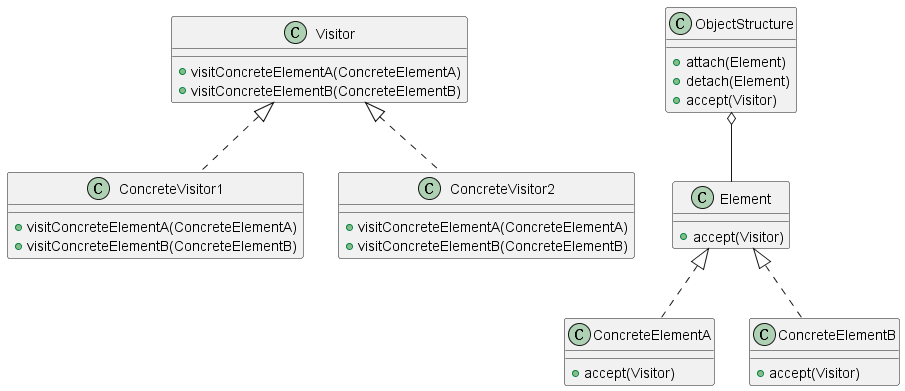 C Visitor
visitConcreteElementA(ConcreteElementA)
visitConcreteElementB(ConcreteElementB)
C ObjectStructure
attach(Element)
detach(Element)
accept(Visitor)
C ConcreteVisitor1
visitConcreteElementA(ConcreteElementA)
visitConcreteElementB(ConcreteElementB)
C ConcreteVisitor2
visitConcreteElementA(ConcreteElementA)
visitConcreteElementB(ConcreteElementB)
C Element
accept(Visitor)
C ConcreteElementA
accept(Visitor)
C ConcreteElementB
accept(Visitor)